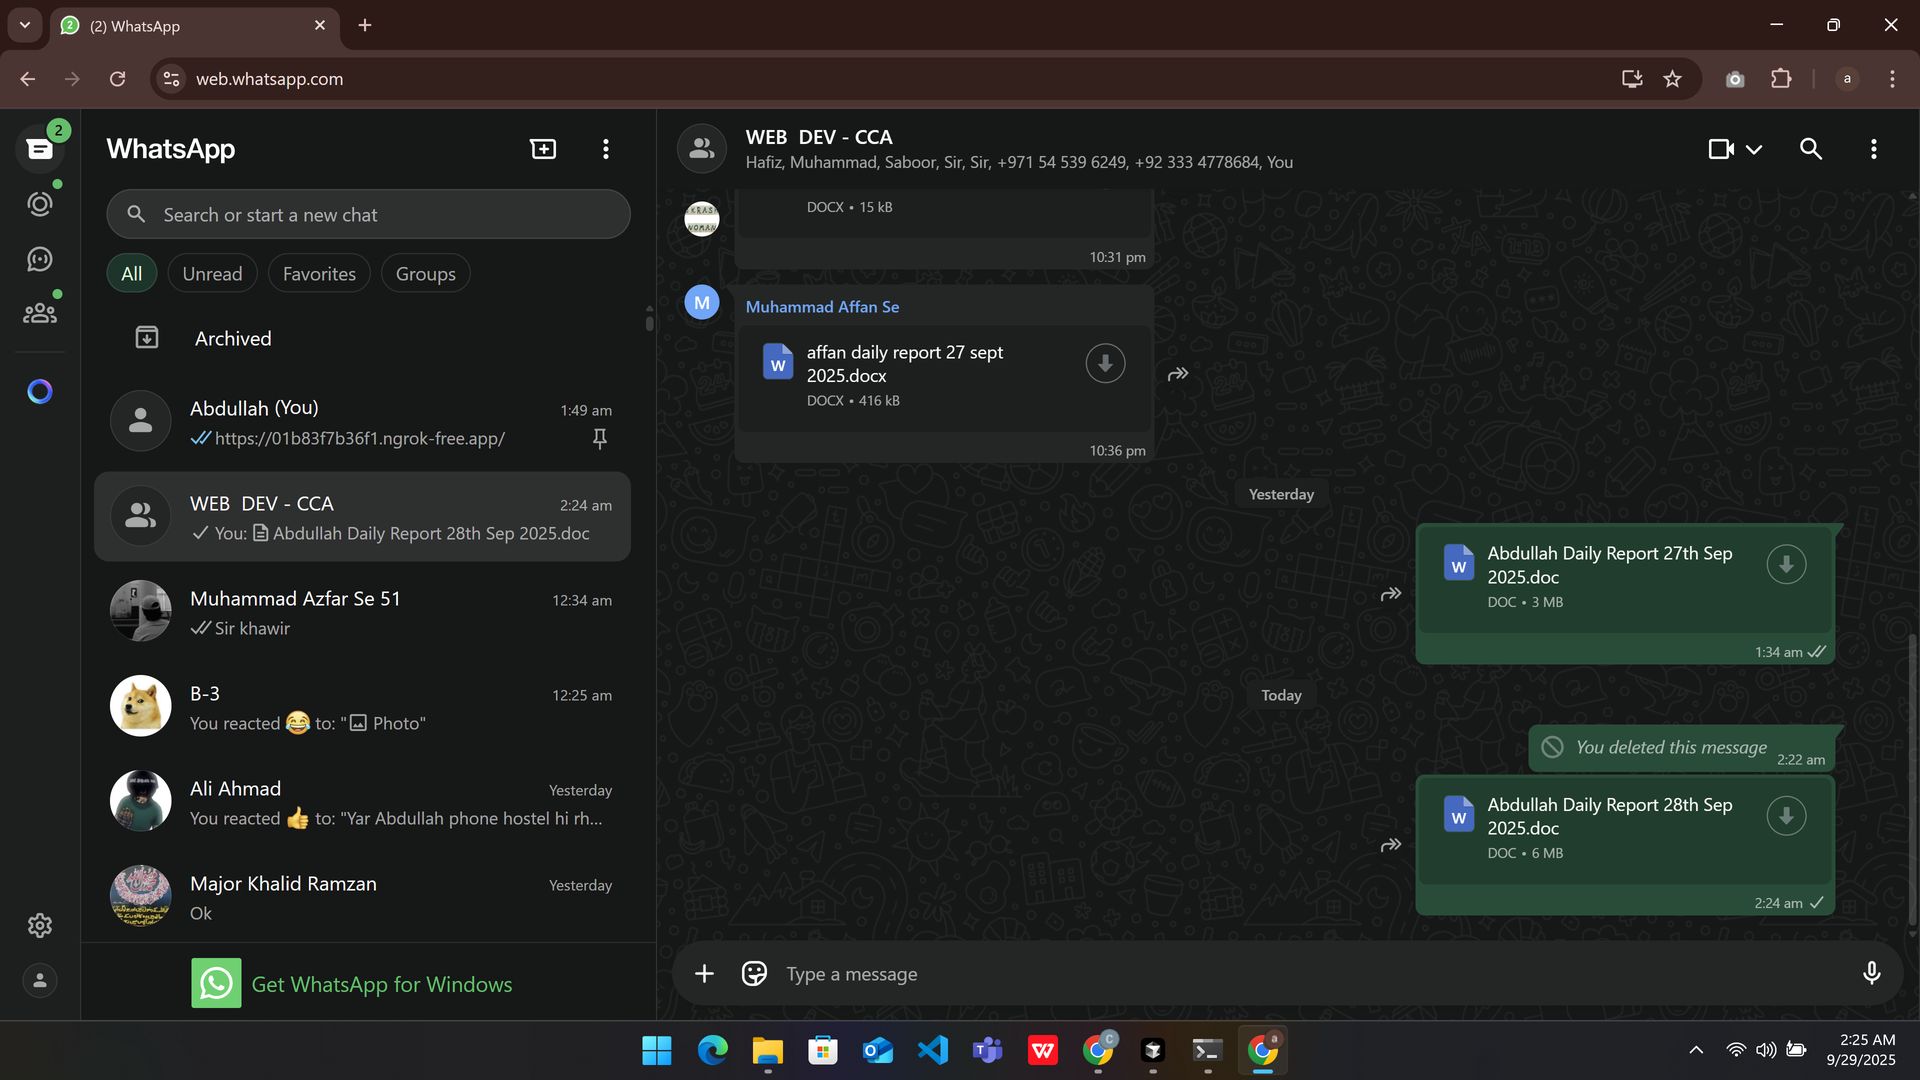 2
(2) WhatsApp
web.whatsapp.com
a
2
WhatsApp
Search or start a new chat
All
Unread
Favorites
Groups
Archived
Abdullah (You)
1:49 am
https://01b83f7b36f1.ngrok-free.app/
WEB DEV - CCA
2:24 am
You: Abdullah Daily Report 28th Sep 2025.doc
Muhammad Azfar Se 51
12:34 am
Sir khawir
B-3
12:25 am
You reacted 😂 to: "Photo"
Ali Ahmad
Yesterday
You reacted 👍 to: "Yar Abdullah phone hostel hi rh...
Major Khalid Ramzan
Yesterday
Ok
Get WhatsApp for Windows
WEB DEV - CCA
Hafiz, Muhammad, Saboor, Sir, Sir, +971 54 539 6249, +92 333 4778684, You
DOCX • 15 kB
10:31 pm
M
Muhammad Affan Se
W
affan daily report 27 sept
2025.docx
DOCX • 416 kB
10:36 pm
Yesterday
W
Abdullah Daily Report 27th Sep
2025.doc
DOC • 3 MB
1:34 am
Today
You deleted this message
2:22 am
W
Abdullah Daily Report 28th Sep
2025.doc
DOC • 6 MB
2:24 am
Type a message
C
a
2:25 AM
9/29/2025